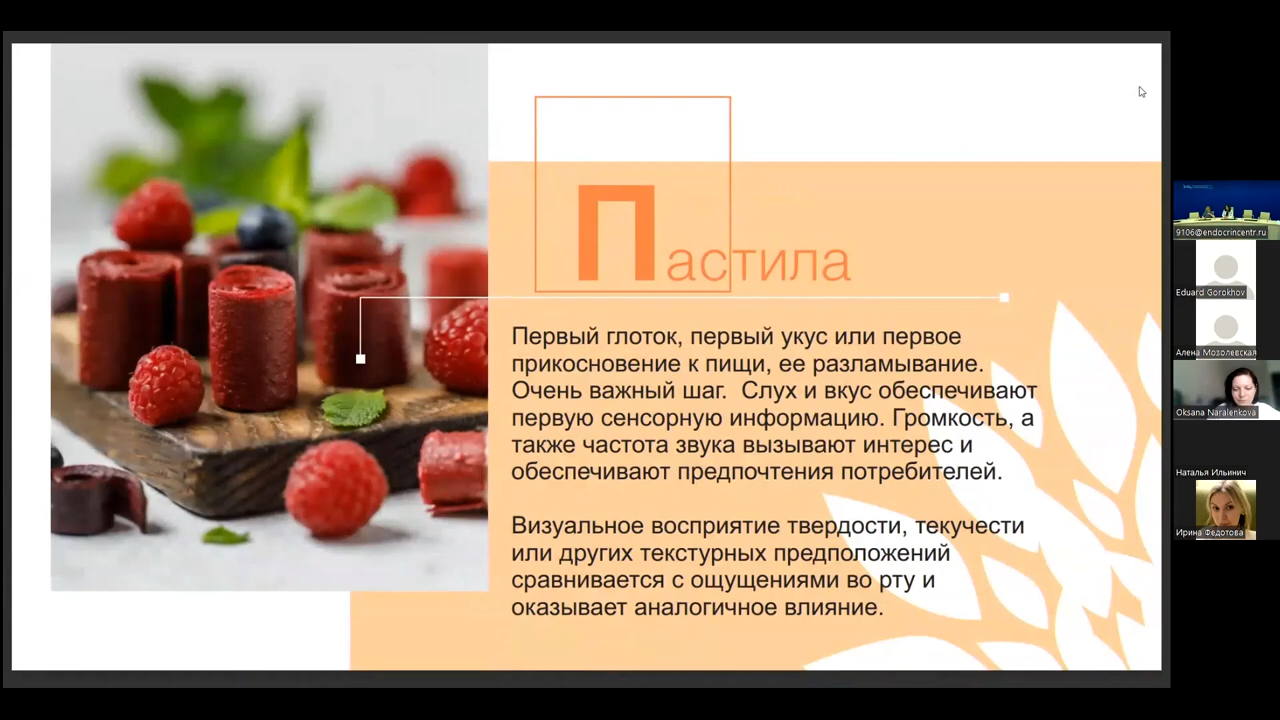 Пастила
Первый глоток, первый укус или первое
прикосновение к пищи, ее разламывание.
Очень важный шаг.  Слух и вкус обеспечивают
первую сенсорную информацию. Громкость, а
также частота звука вызывают интерес и
обеспечивают предпочтения потребителей.
Визуальное восприятие твердости, текучести
или других текстурных предположений
сравнивается с ощущениями во рту и
оказывает аналогичное влияние.
9106@endocrincentr.ru
Eduard Gorokhov
Алена Мозолевская
Oksana Naralenkova
Наталья Ильинич
Ирина Федотова